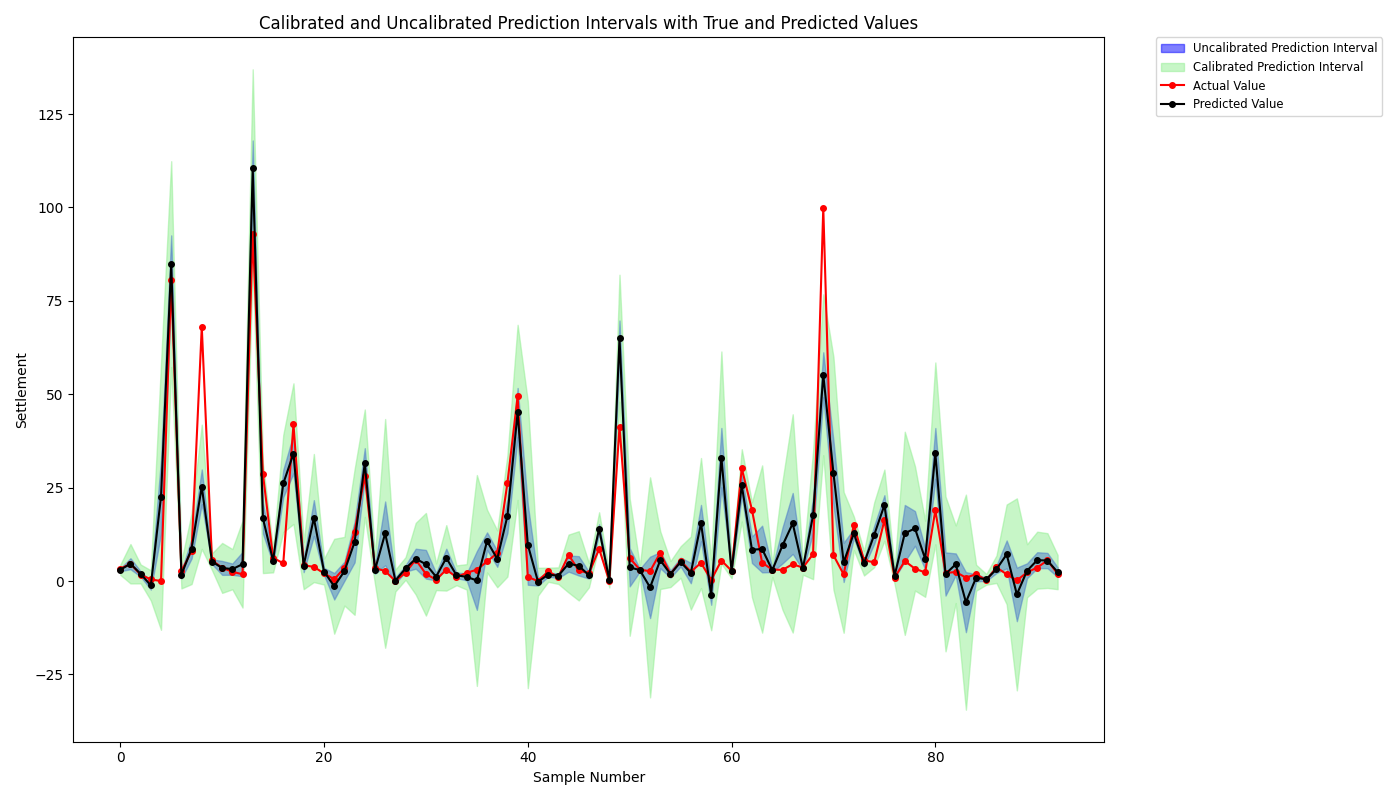 Calibrated and Uncalibrated Prediction Intervals with True and Predicted Values
Uncalibrated Prediction Interval
Calibrated Prediction Interval
Actual Value
Predicted Value
125
100
75
50
25
0
−25
Settlement
0 20 40 60 80
Sample Number